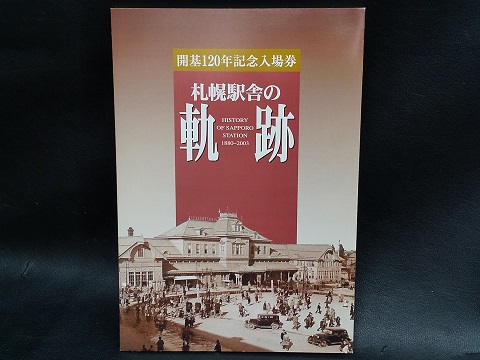 開基120年記念入場券
札幌駅舎の
軌跡
HISTORY
OF SAPPORO
STATION
1880-2003